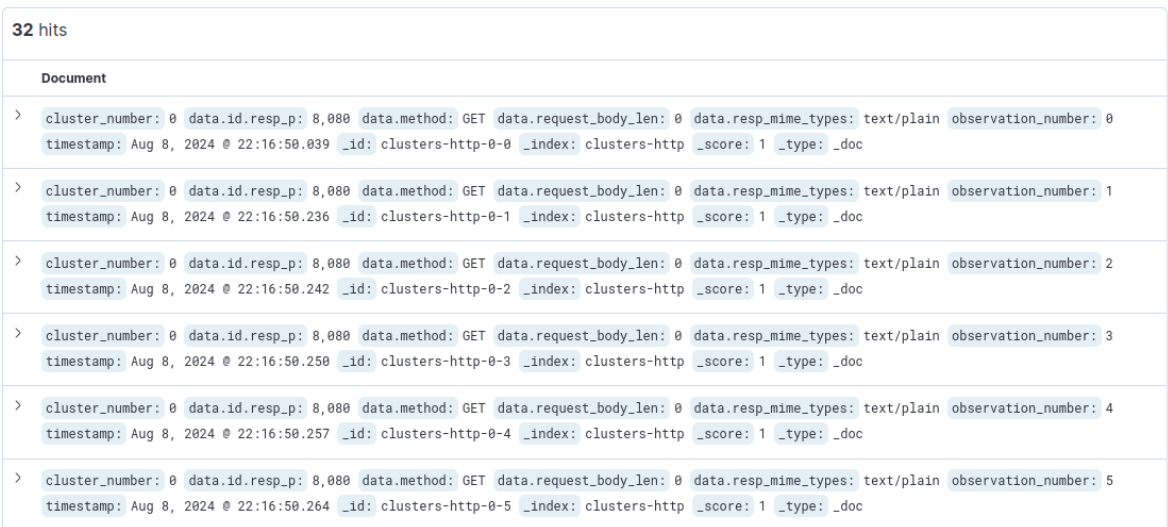 32 hits
Document
cluster_number: 0 data.id.resp_p: 8,080 data.method: GET data.request_body_len: 0 data.resp_mime_types: text/plain observation_number: 0
timestamp: Aug 8, 2024 @ 22:16:50.039 _id: clusters-http-0-0 _index: clusters-http _score: 1 _type: _doc
cluster_number: 0 data.id.resp_p: 8,080 data.method: GET data.request_body_len: 0 data.resp_mime_types: text/plain observation_number: 1
timestamp: Aug 8, 2024 @ 22:16:50.236 _id: clusters-http-0-1 _index: clusters-http _score: 1 _type: _doc
cluster_number: 0 data.id.resp_p: 8,080 data.method: GET data.request_body_len: 0 data.resp_mime_types: text/plain observation_number: 2
timestamp: Aug 8, 2024 @ 22:16:50.242 _id: clusters-http-0-2 _index: clusters-http _score: 1 _type: _doc
cluster_number: 0 data.id.resp_p: 8,080 data.method: GET data.request_body_len: 0 data.resp_mime_types: text/plain observation_number: 3
timestamp: Aug 8, 2024 @ 22:16:50.250 _id: clusters-http-0-3 _index: clusters-http _score: 1 _type: _doc
cluster_number: 0 data.id.resp_p: 8,080 data.method: GET data.request_body_len: 0 data.resp_mime_types: text/plain observation_number: 4
timestamp: Aug 8, 2024 @ 22:16:50.257 _id: clusters-http-0-4 _index: clusters-http _score: 1 _type: _doc
cluster_number: 0 data.id.resp_p: 8,080 data.method: GET data.request_body_len: 0 data.resp_mime_types: text/plain observation_number: 5
timestamp: Aug 8, 2024 @ 22:16:50.264 _id: clusters-http-0-5 _index: clusters-http _score: 1 _type: _doc